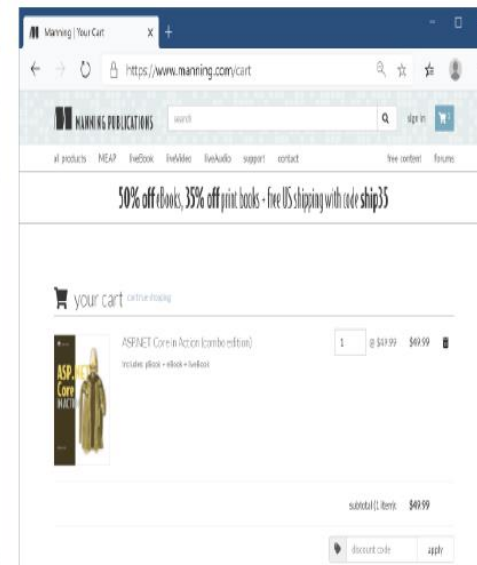 Manning | Your Cart
https://www.manning.com/cart
MANNING PUBLICATIONS
search
sign in
all products MEAP liveBook liveVideo liveAudio support contact
free content forums
50% off eBooks, 35% off print books + free US shipping with code ship35
your cart continue shopping
ASP.NET Core in Action (combo edition)
1 @ $49.99 $49.99
Includes pBook + eBook + liveBook
ASP.NET
Core
IN ACTION
subtotal (1 item): $49.99
discount code apply